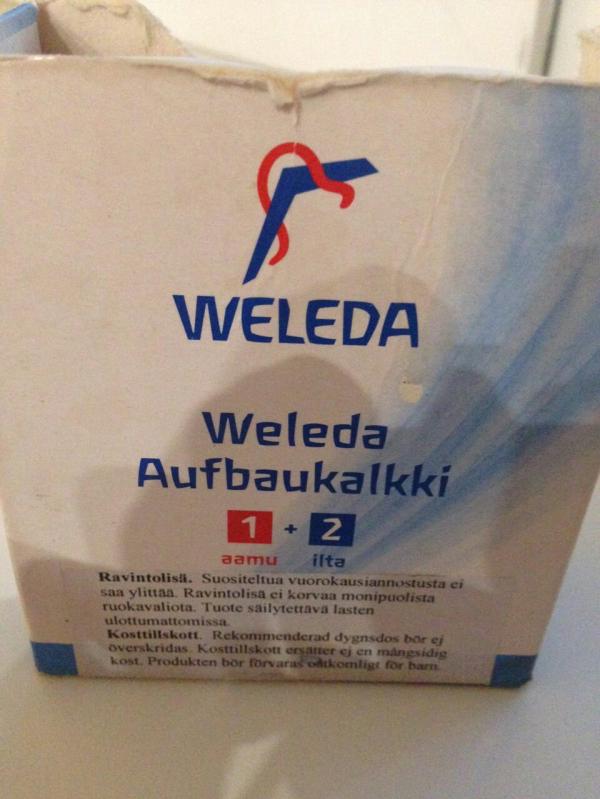 WELEDA
Weleda
Aufbaukalkki
1 + 2
aamu ilta
Ravintolisä. Suositeltua vuorokausiannostusta ei
saa ylittää. Ravintolisä ei korvaa monipuolista
ruokavaliota. Tuote säilytettävä lasten
ulottumattomissa.
Kosttillskott. Rekommenderad dygnsdos bör ej
överskridas. Kosttillskott ersätter ej en mångsidig
kost. Produkten bör förvaras oåtkomligt för barn.